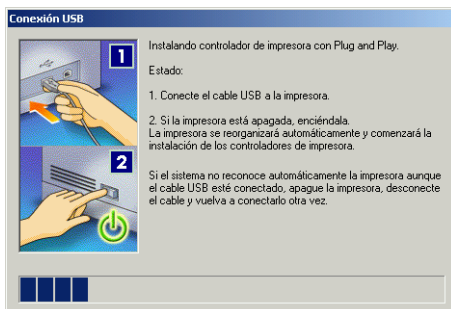 Conexión USB
1
Instalando controlador de impresora con Plug and Play.
Estado:
1. Conecte el cable USB a la impresora.
2. Si la impresora está apagada, enciéndala.
La impresora se reorganizará automáticamente y comenzará la
instalación de los controladores de impresora.
2
Si el sistema no reconoce automáticamente la impresora aunque
el cable USB esté conectado, apague la impresora, desconecte
el cable y vuelva a conectarlo otra vez.